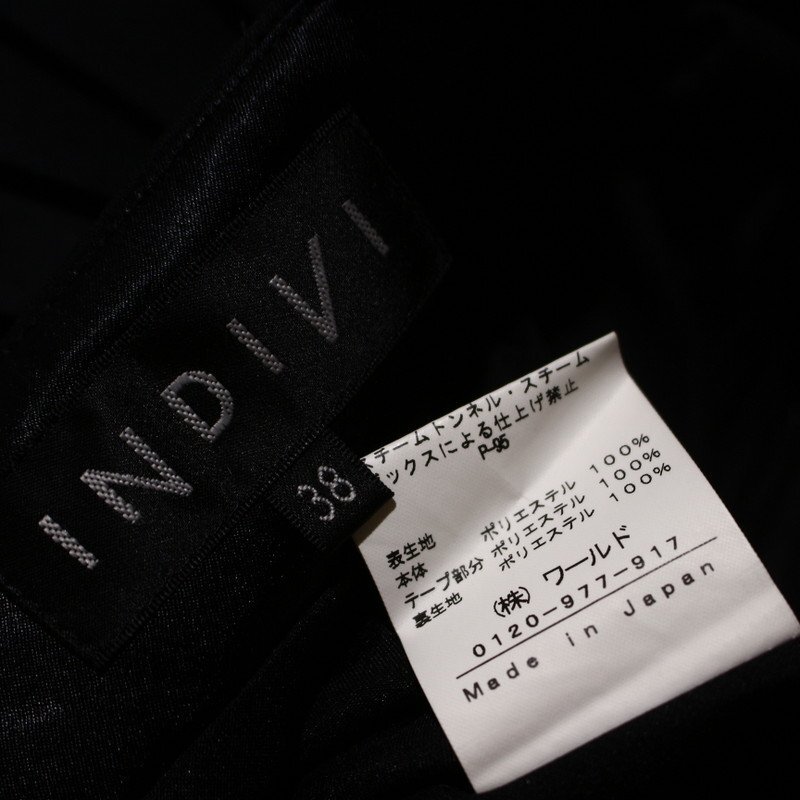 INDIVI
38
スチームトンネル・スチーム
ボックスによる仕上げ禁止
P-95
表生地
本体 ポリエステル 100%
テープ部分 ポリエステル 100%
裏生地 ポリエステル 100%
(株) ワールド
0120-977-917
Made in Japan